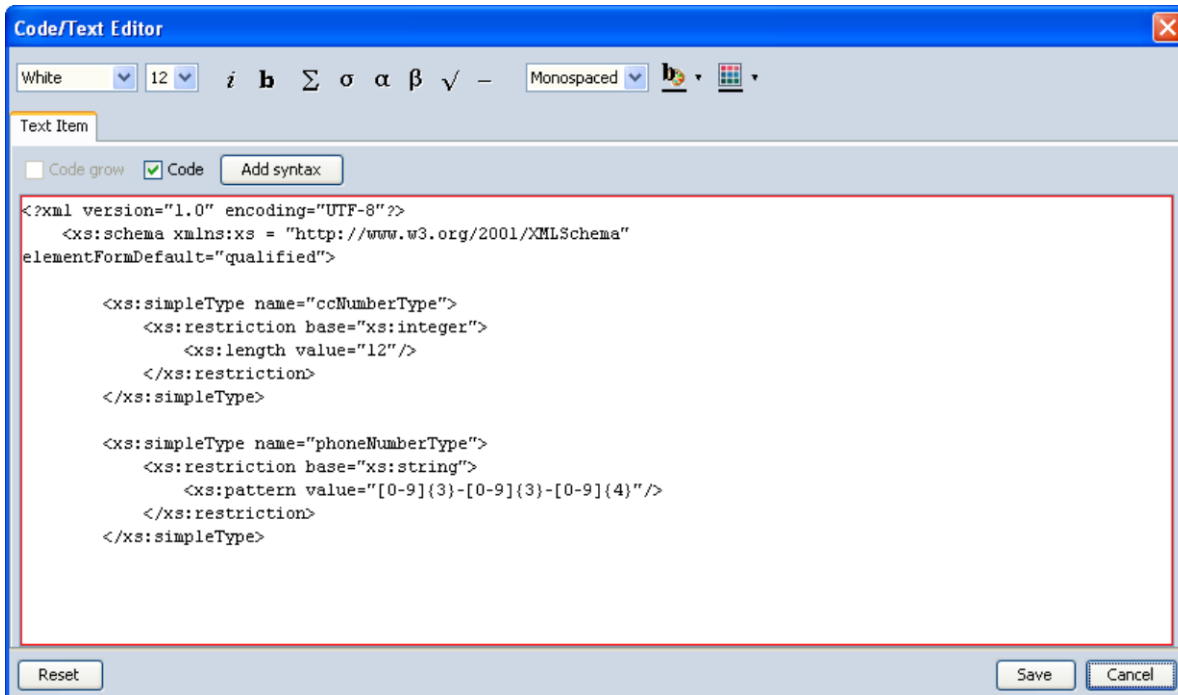 Code/Text Editor
White 12 i b Σ σ α β √ – Monospaced b
Text Item
Code grow Code Add syntax
<?xml version="1.0" encoding="UTF-8"?>
    <xs:schema xmlns:xs = "http://www.w3.org/2001/XMLSchema"
elementFormDefault="qualified">
        <xs:simpleType name="ccNumberType">
            <xs:restriction base="xs:integer">
                <xs:length value="12"/>
            </xs:restriction>
        </xs:simpleType>
        <xs:simpleType name="phoneNumberType">
            <xs:restriction base="xs:string">
                <xs:pattern value="[0-9]{3}-[0-9]{3}-[0-9]{4}"/>
            </xs:restriction>
        </xs:simpleType>
Reset Save Cancel